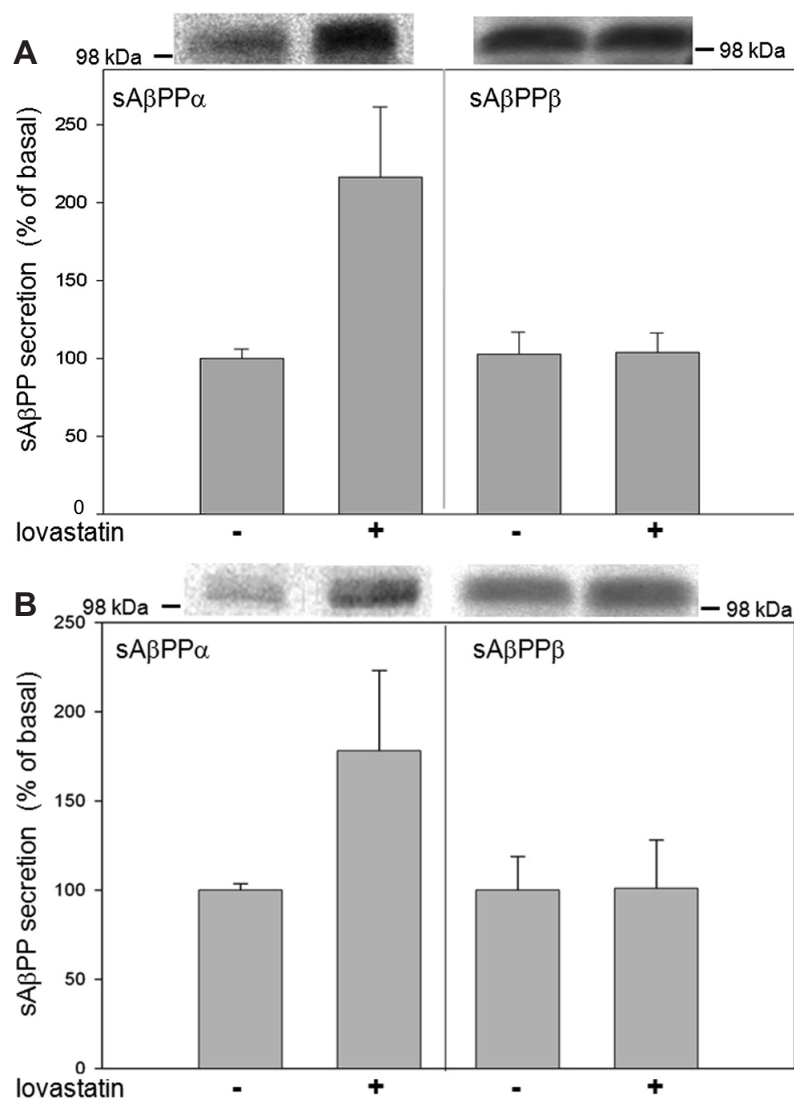 A
98 kDa
98 kDa
sAβPPα
sAβPPβ
sAβPP secretion (% of basal)
250
200
150
100
50
0
lovastatin - + - +
B
98 kDa
98 kDa
250
sAβPPα
sAβPPβ
sAβPP secretion (% of basal)
200
150
100
50
0
lovastatin - + - +